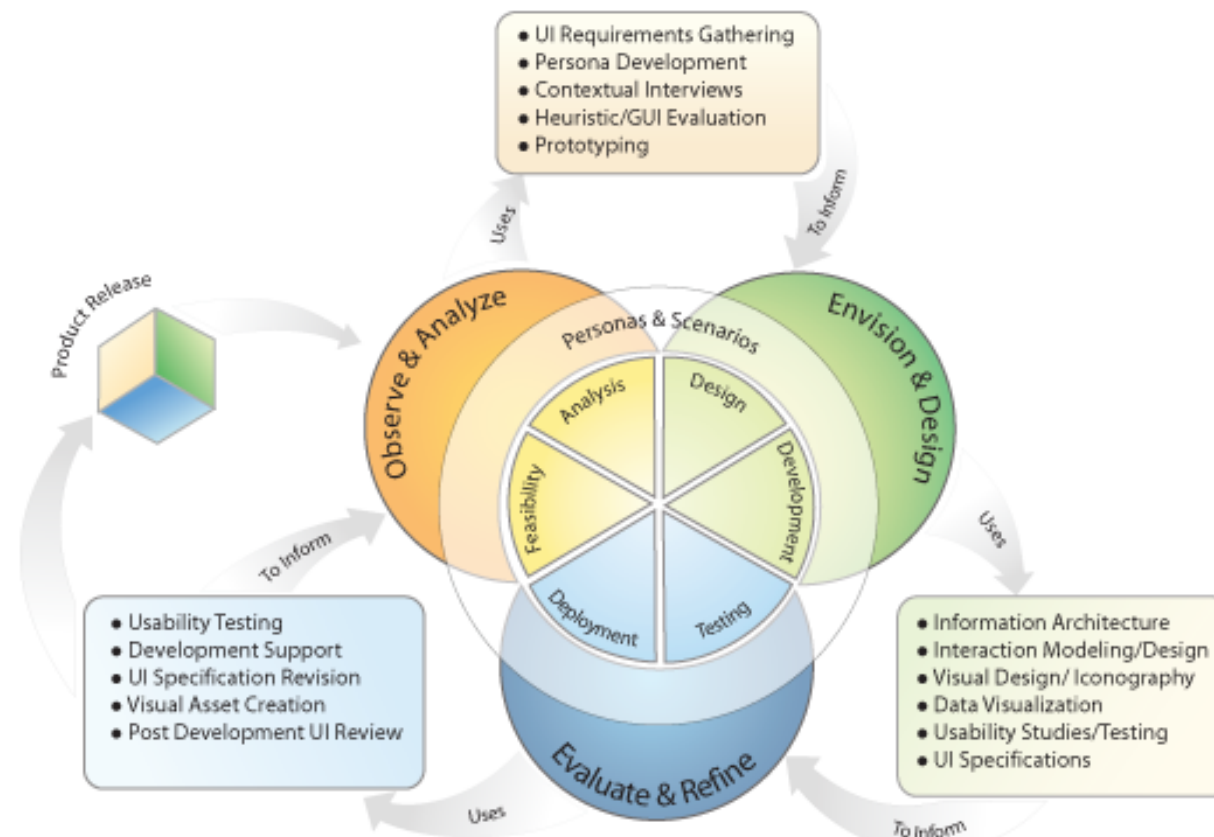 ● UI Requirements Gathering
● Persona Development
● Contextual Interviews
● Heuristic/GUI Evaluation
● Prototyping
Uses
To Inform
Product Release
Observe & Analyze
Personas & Scenarios
Envision & Design
Analysis
Design
Feasibility
Development
Deployment
Testing
To Inform
Uses
● Usability Testing
● Development Support
● UI Specification Revision
● Visual Asset Creation
● Post Development UI Review
● Information Architecture
● Interaction Modeling/Design
● Visual Design/ Iconography
● Data Visualization
● Usability Studies/Testing
● UI Specifications
Evaluate & Refine
Uses
To Inform